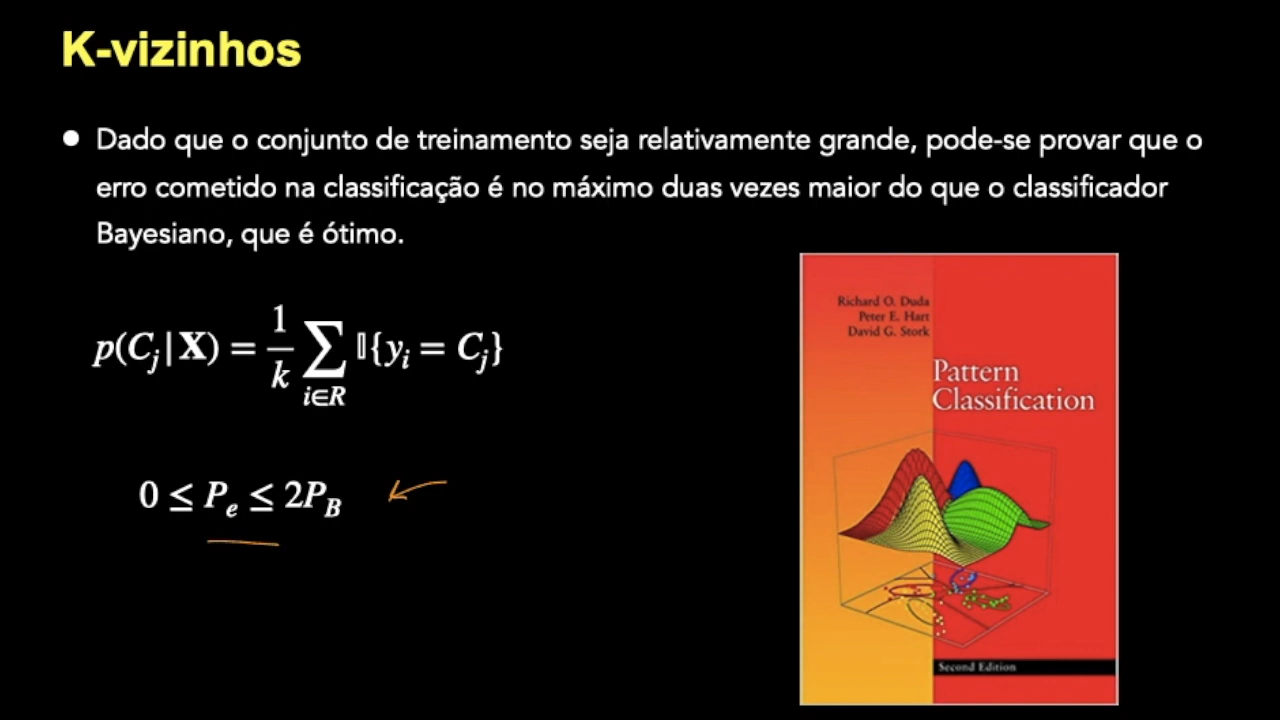 K-vizinhos
• Dado que o conjunto de treinamento seja relativamente grande, pode-se provar que o
erro cometido na classificação é no máximo duas vezes maior do que o classificador
Bayesiano, que é ótimo.
p(C_j|X) = 1/k ∑_{i∈R} 𝕀{y_i = C_j}
0 ≤ P_e ≤ 2P_B
Richard O. Duda
Peter E. Hart
David G. Stork
Pattern
Classification
Second Edition